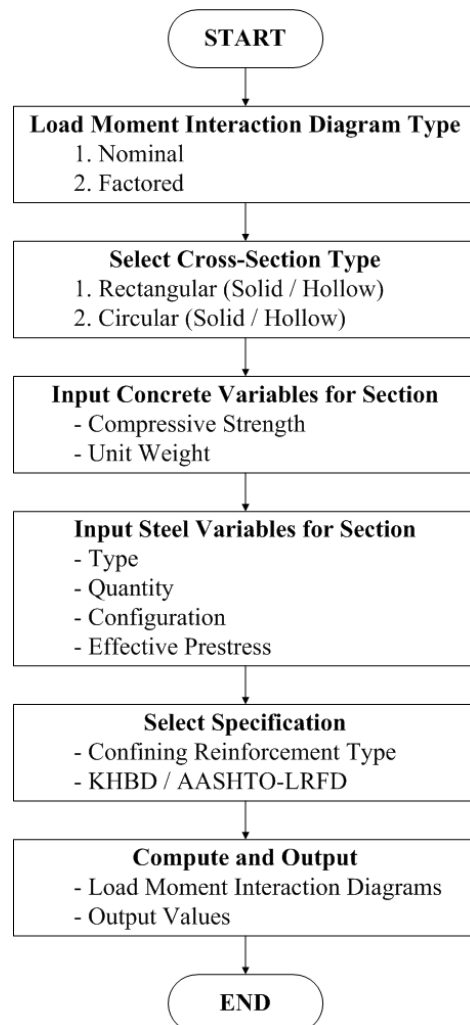 START
Load Moment Interaction Diagram Type
1. Nominal
2. Factored
Select Cross-Section Type
1. Rectangular (Solid / Hollow)
2. Circular (Solid / Hollow)
Input Concrete Variables for Section
- Compressive Strength
- Unit Weight
Input Steel Variables for Section
- Type
- Quantity
- Configuration
- Effective Prestress
Select Specification
- Confining Reinforcement Type
- KHBD / AASHTO-LRFD
Compute and Output
- Load Moment Interaction Diagrams
- Output Values
END